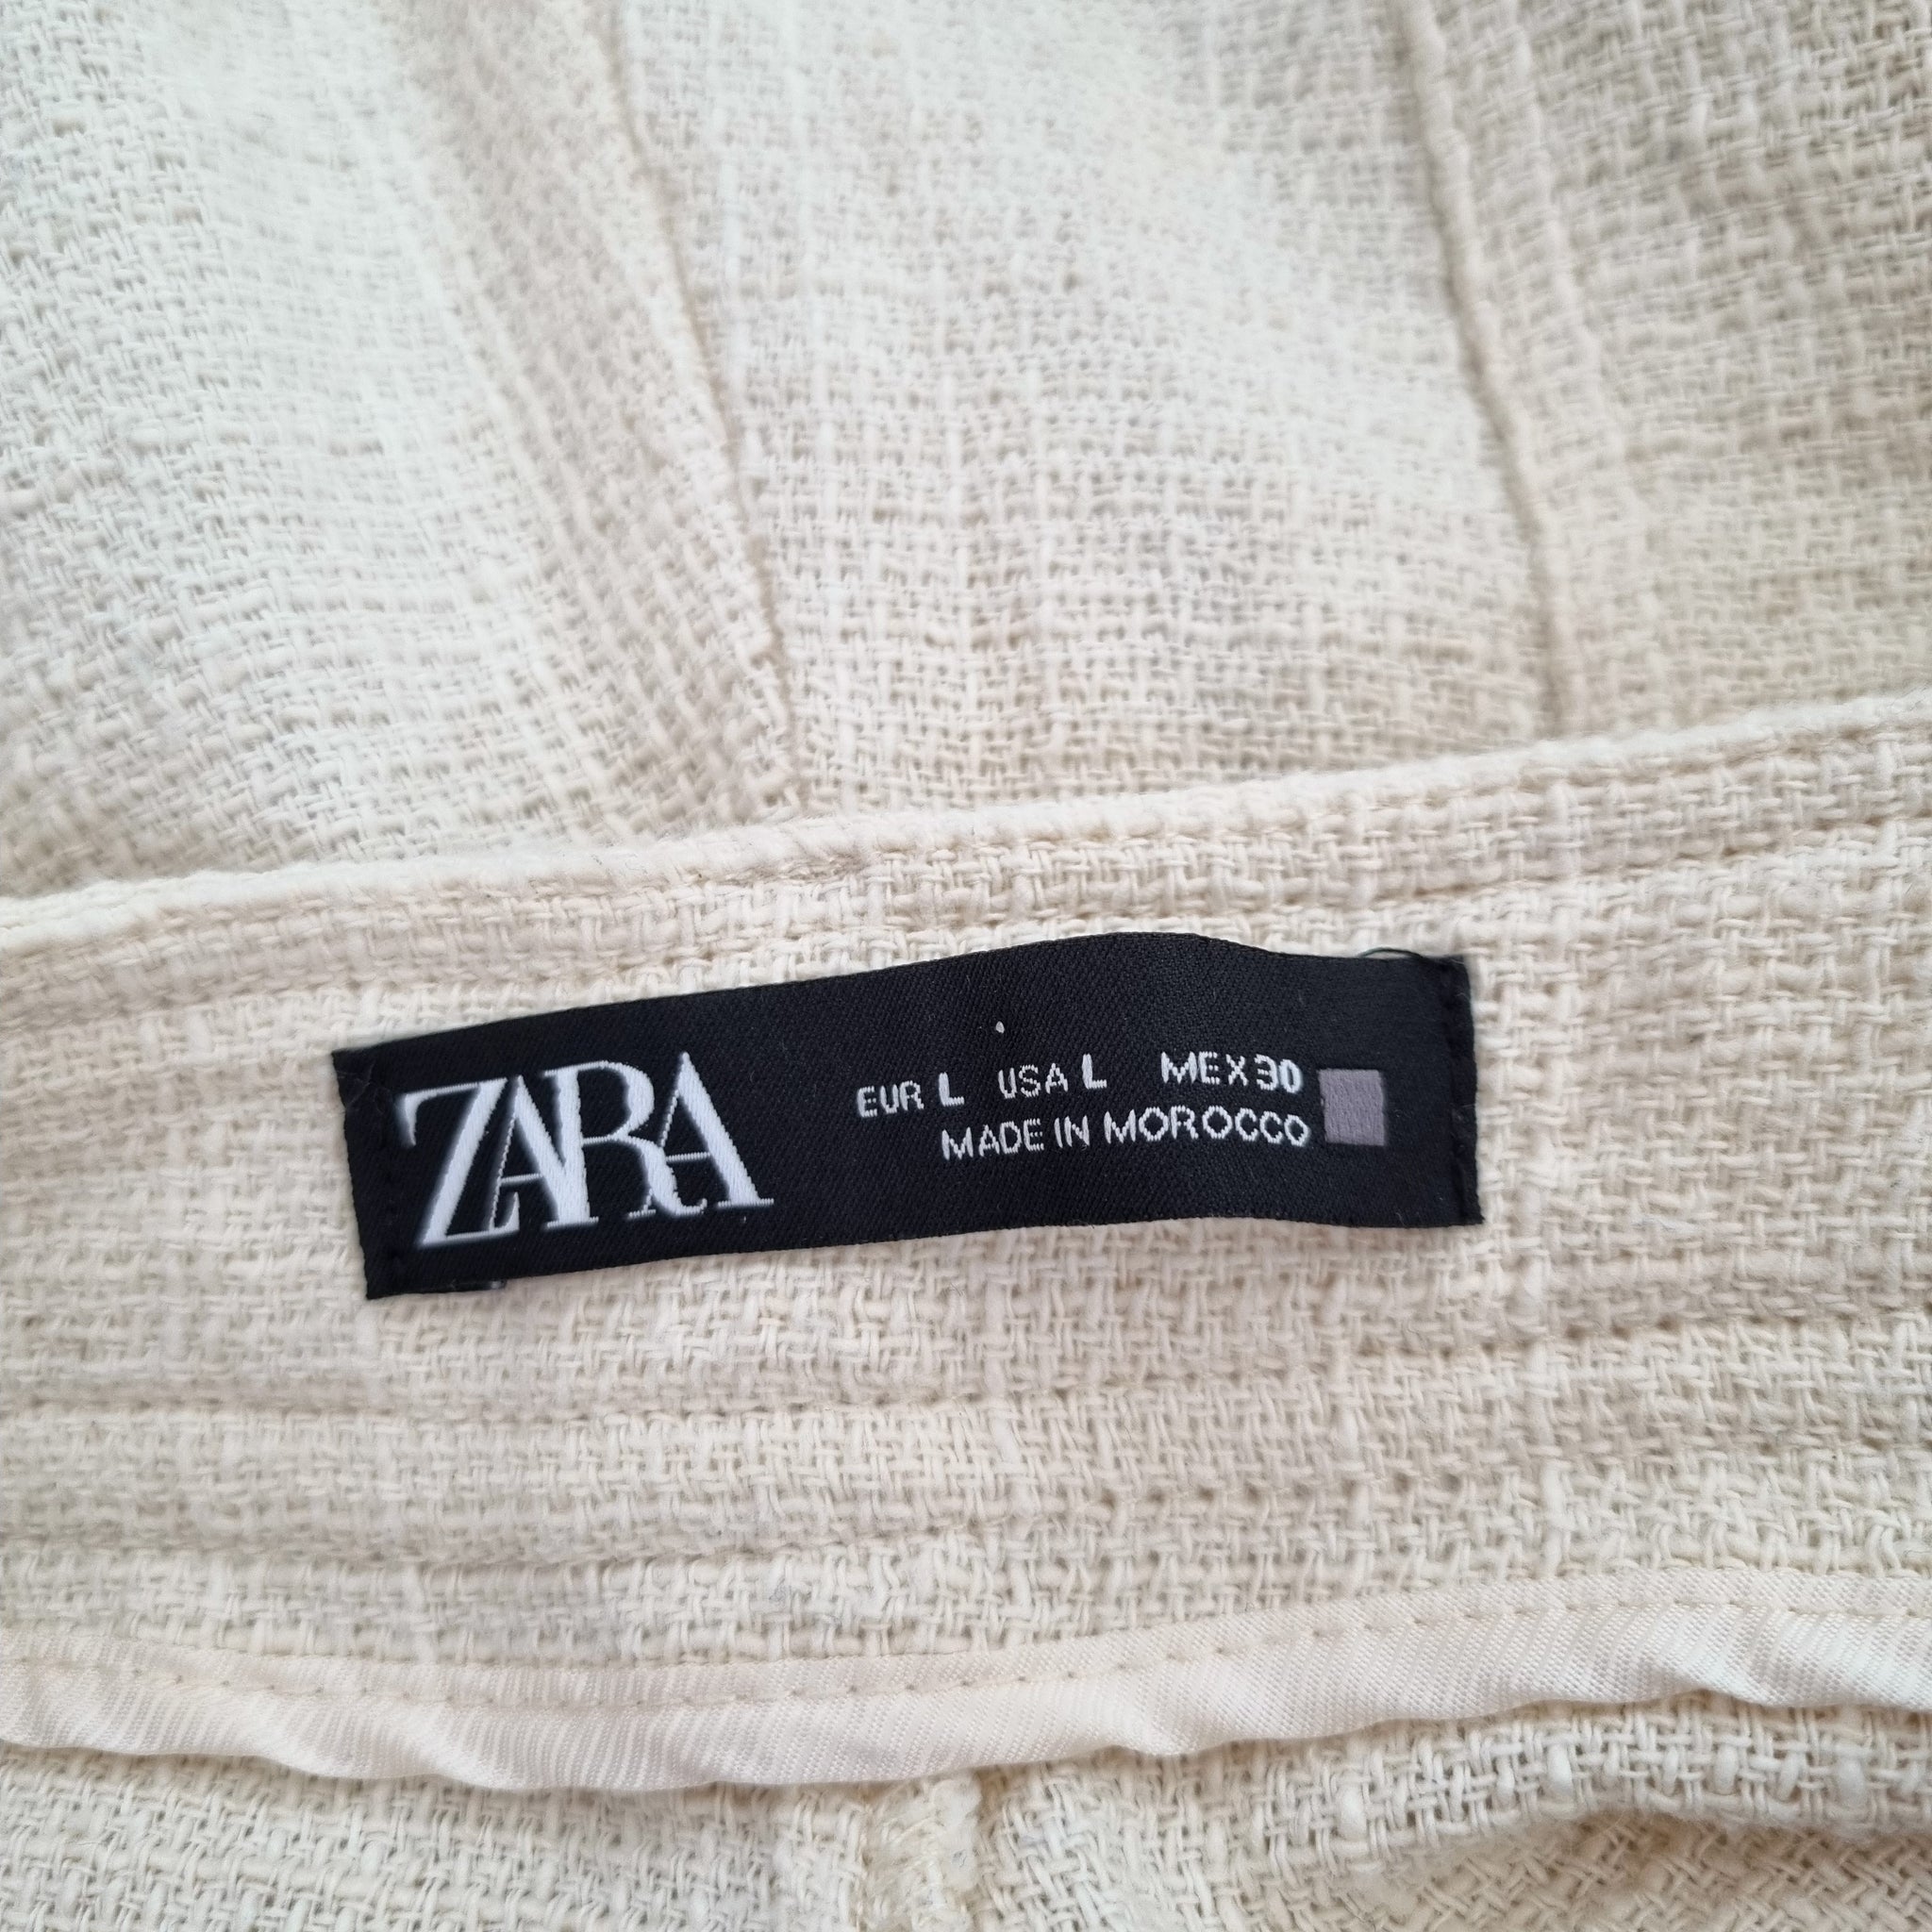 ZARA
EUR L USA L MEX 30
MADE IN MOROCCO